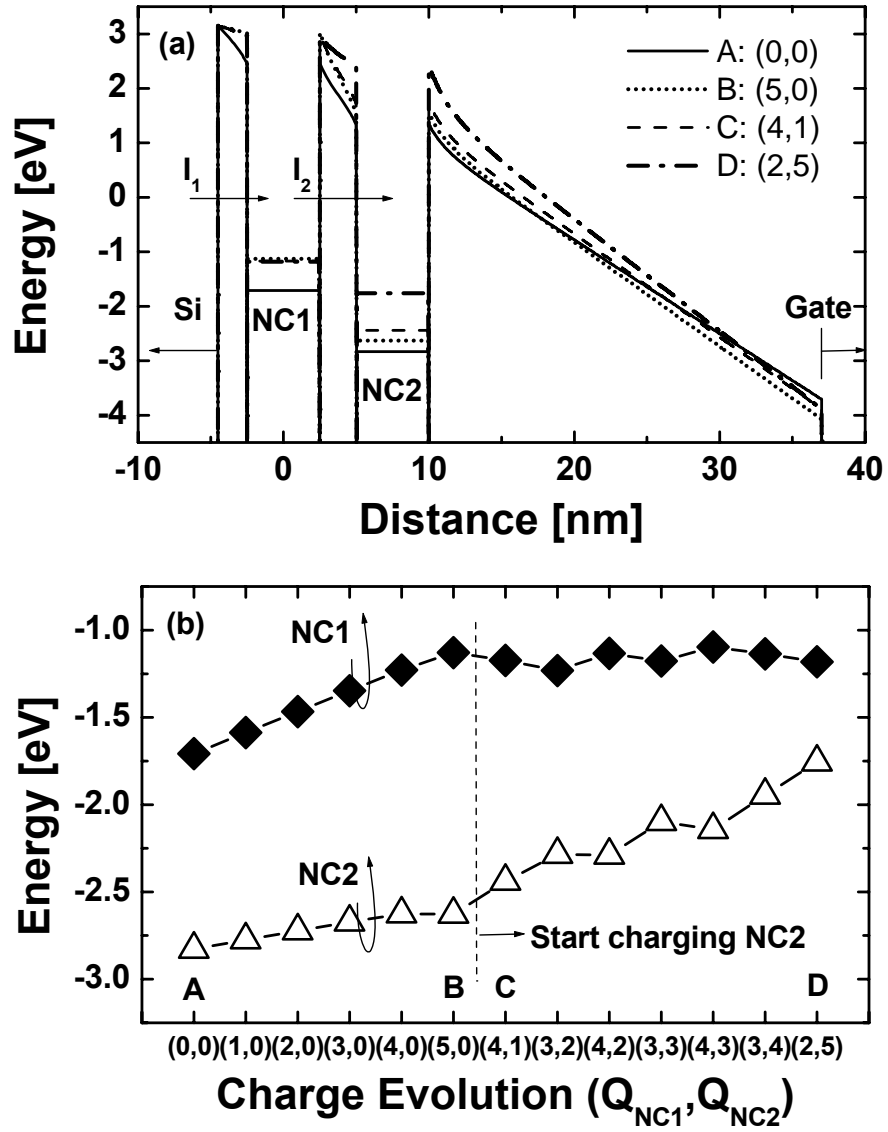 (a)
A: (0,0)
B: (5,0)
C: (4,1)
D: (2,5)
I1
I2
Si
NC1
NC2
Gate
3
2
1
0
-1
-2
-3
-4
Energy [eV]
-10
0
10
20
30
40
Distance [nm]
(b)
NC1
NC2
Start charging NC2
A
B
C
D
-1.0
-1.5
-2.0
-2.5
-3.0
Energy [eV]
(0,0)(1,0)(2,0)(3,0)(4,0)(5,0)(4,1)(3,2)(4,2)(3,3)(4,3)(3,4)(2,5)
Charge Evolution (QNC1,QNC2)